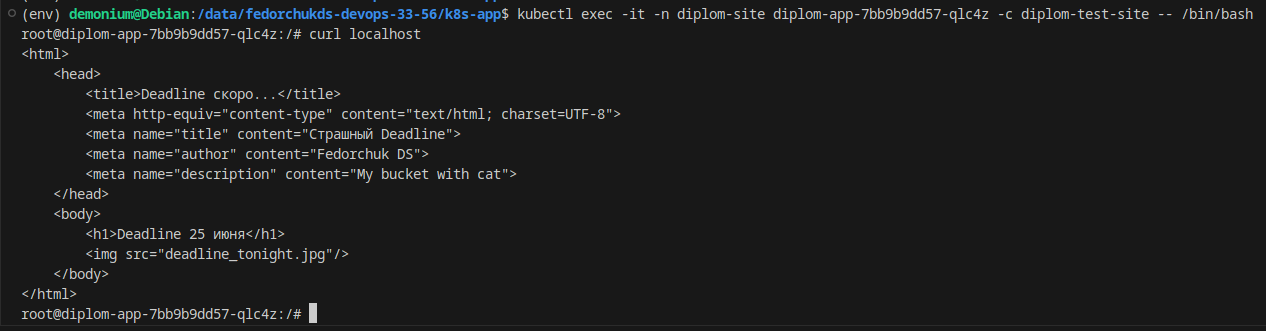 (env) demonium@Debian:/data/fedorchukds-devops-33-56/k8s-app$ kubectl exec -it -n diplom-site diplom-app-7bb9b9dd57-qlc4z -c diplom-test-site -- /bin/bash
root@diplom-app-7bb9b9dd57-qlc4z:/# curl localhost
<html>
    <head>
        <title>Deadline скоро...</title>
        <meta http-equiv="content-type" content="text/html; charset=UTF-8">
        <meta name="title" content="Страшный Deadline">
        <meta name="author" content="Fedorchuk DS">
        <meta name="description" content="My bucket with cat">
    </head>
    <body>
        <h1>Deadline 25 июня</h1>
        <img src="deadline_tonight.jpg"/>
    </body>
</html>
root@diplom-app-7bb9b9dd57-qlc4z:/#